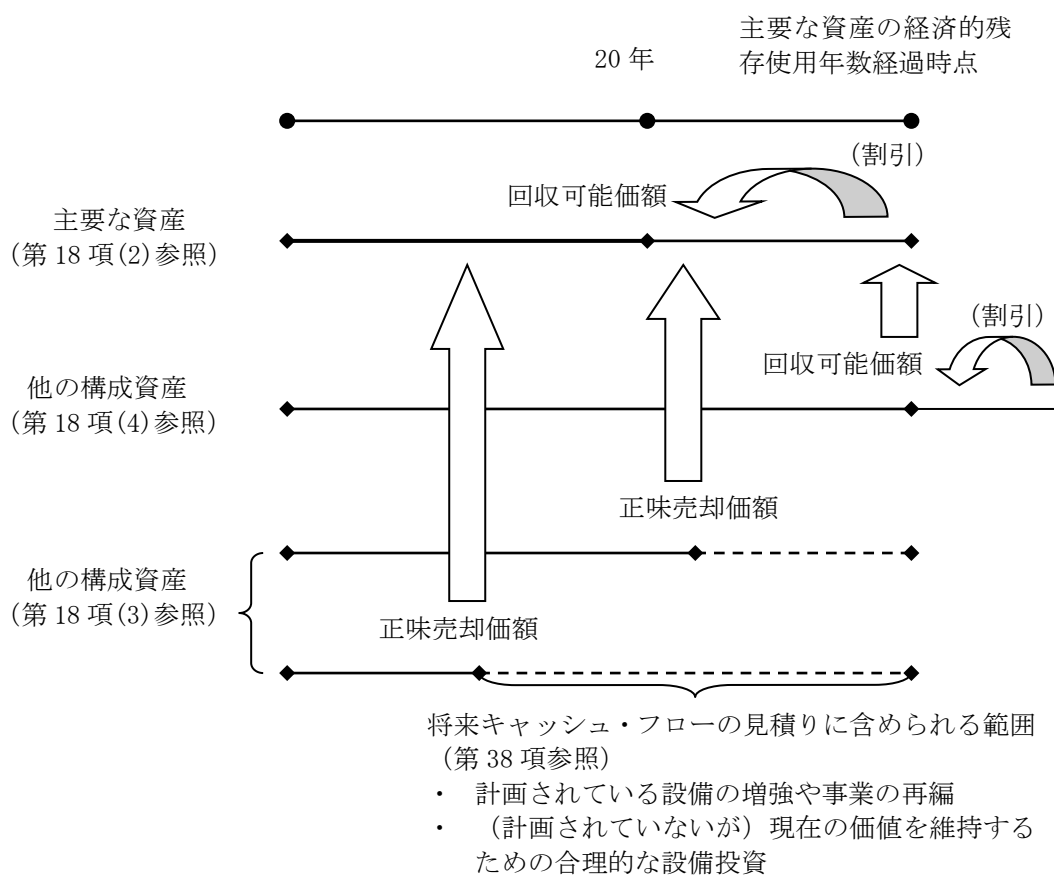 主要な資産の経済的残
20 年
存使用年数経過時点
(割引)
回収可能価額
主要な資産
(第 18 項(2)参照)
(割引)
回収可能価額
他の構成資産
(第 18 項(4)参照)
正味売却価額
他の構成資産
(第 18 項(3)参照)
正味売却価額
将来キャッシュ・フローの見積りに含められる範囲
(第 38 項参照)
・ 計画されている設備の増強や事業の再編
・ (計画されていないが) 現在の価値を維持する
ための合理的な設備投資